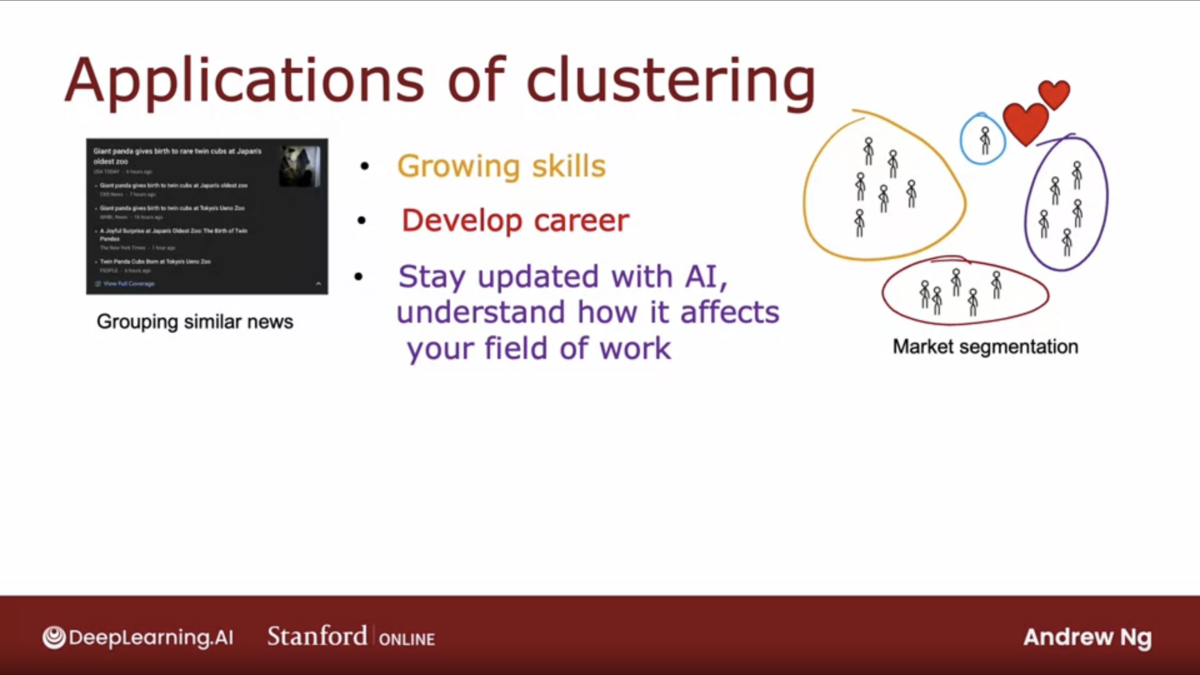 Applications of clustering
Giant panda gives birth to rare twin cubs at Japan's
oldest zoo
USA TODAY · 6 hours ago
• Giant panda gives birth to twin cubs at Japan's oldest zoo
CBS News · 7 hours ago
• Giant panda gives birth to twin cubs at Tokyo's Ueno Zoo
WHBL News · 16 hours ago
• A Joyful Surprise at Japan's Oldest Zoo: The Birth of Twin
Pandas
The New York Times · 1 hour ago
• Twin Panda Cubs Born at Tokyo's Ueno Zoo
PEOPLE · 6 hours ago
View Full Coverage
Grouping similar news
• Growing skills
• Develop career
• Stay updated with AI,
understand how it affects
your field of work
Market segmentation
DeepLearning.AI
Stanford | ONLINE
Andrew Ng